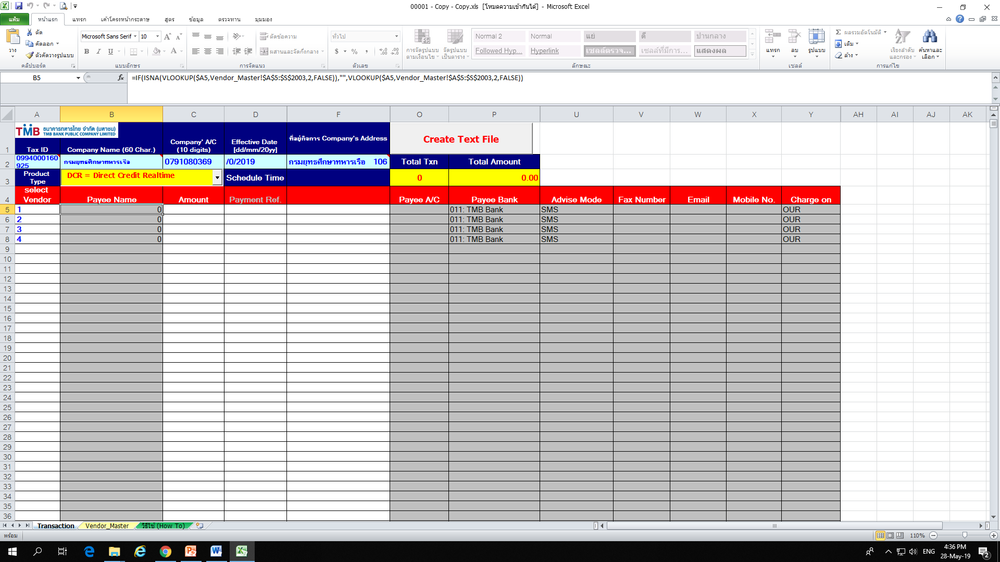 00001 - Copy - Copy.xls  [โหมดความเข้ากันได้]  -  Microsoft Excel
แฟ้ม หน้าแรก แทรก เค้าโครงหน้ากระดาษ สูตร ข้อมูล ตรวจทาน มุมมอง
วาง ตัด คัดลอก ตัวคัดวางรูปแบบ คลิปบอร์ด
Microsoft Sans Serif 10 B I U A แบบอักษร
ตัดข้อความ ผสานและจัดกึ่งกลาง การจัดแนว
ทั่วไป $ % , ตัวเลข
การจัดรูปแบบตามเงื่อนไข จัดรูปแบบเป็นตาราง
Normal 2 Normal แย่ ดี ปานกลาง
Followed Hyp... Hyperlink เซลล์ตรวจ... เซลล์ที่มีการ... แสดงผล
ลักษณะ
แทรก ลบ รูปแบบ เซลล์
Σ ผลรวมอัตโนมัติ เติม ล้าง เรียงลำดับและกรอง ค้นหาและเลือก การแก้ไข
B5 fx =IF(ISNA(VLOOKUP($A5,Vendor_Master!$A$5:$S$2003,2,FALSE)),"",VLOOKUP($A5,Vendor_Master!$A$5:$S$2003,2,FALSE))
A B C D F O P U V W X Y AH AI AJ AK
TMB ธนาคารทหารไทย จำกัด (มหาชน)
TMB BANK PUBLIC COMPANY LIMITED
1 Tax ID Company Name (60 Char.) Company' A/C (10 digits) Effective Date [dd/mm/20yy] ที่อยู่กิจการ Company's Address Create Text File
2 0994000160925 กรมยุทธศึกษาทหารเรือ 0791080369 /0/2019 กรมยุทธศึกษาทหารเรือ 106 Total Txn Total Amount
3 Product Type DCR = Direct Credit Realtime Schedule Time 0 0.00
4 select Vendor Payee Name Amount Payment Ref. Payee A/C Payee Bank Advise Mode Fax Number Email Mobile No. Charge on
5 1 0 011: TMB Bank SMS OUR
6 2 0 011: TMB Bank SMS OUR
7 3 0 011: TMB Bank SMS OUR
8 4 0 011: TMB Bank SMS OUR
9
10
11
12
13
14
15
16
17
18
19
20
21
22
23
24
25
26
27
28
29
30
31
32
33
34
35
36
Transaction Vendor_Master วิธีใช้ (How To)
พร้อม 110%
ENG 4:36 PM
28-May-19 2